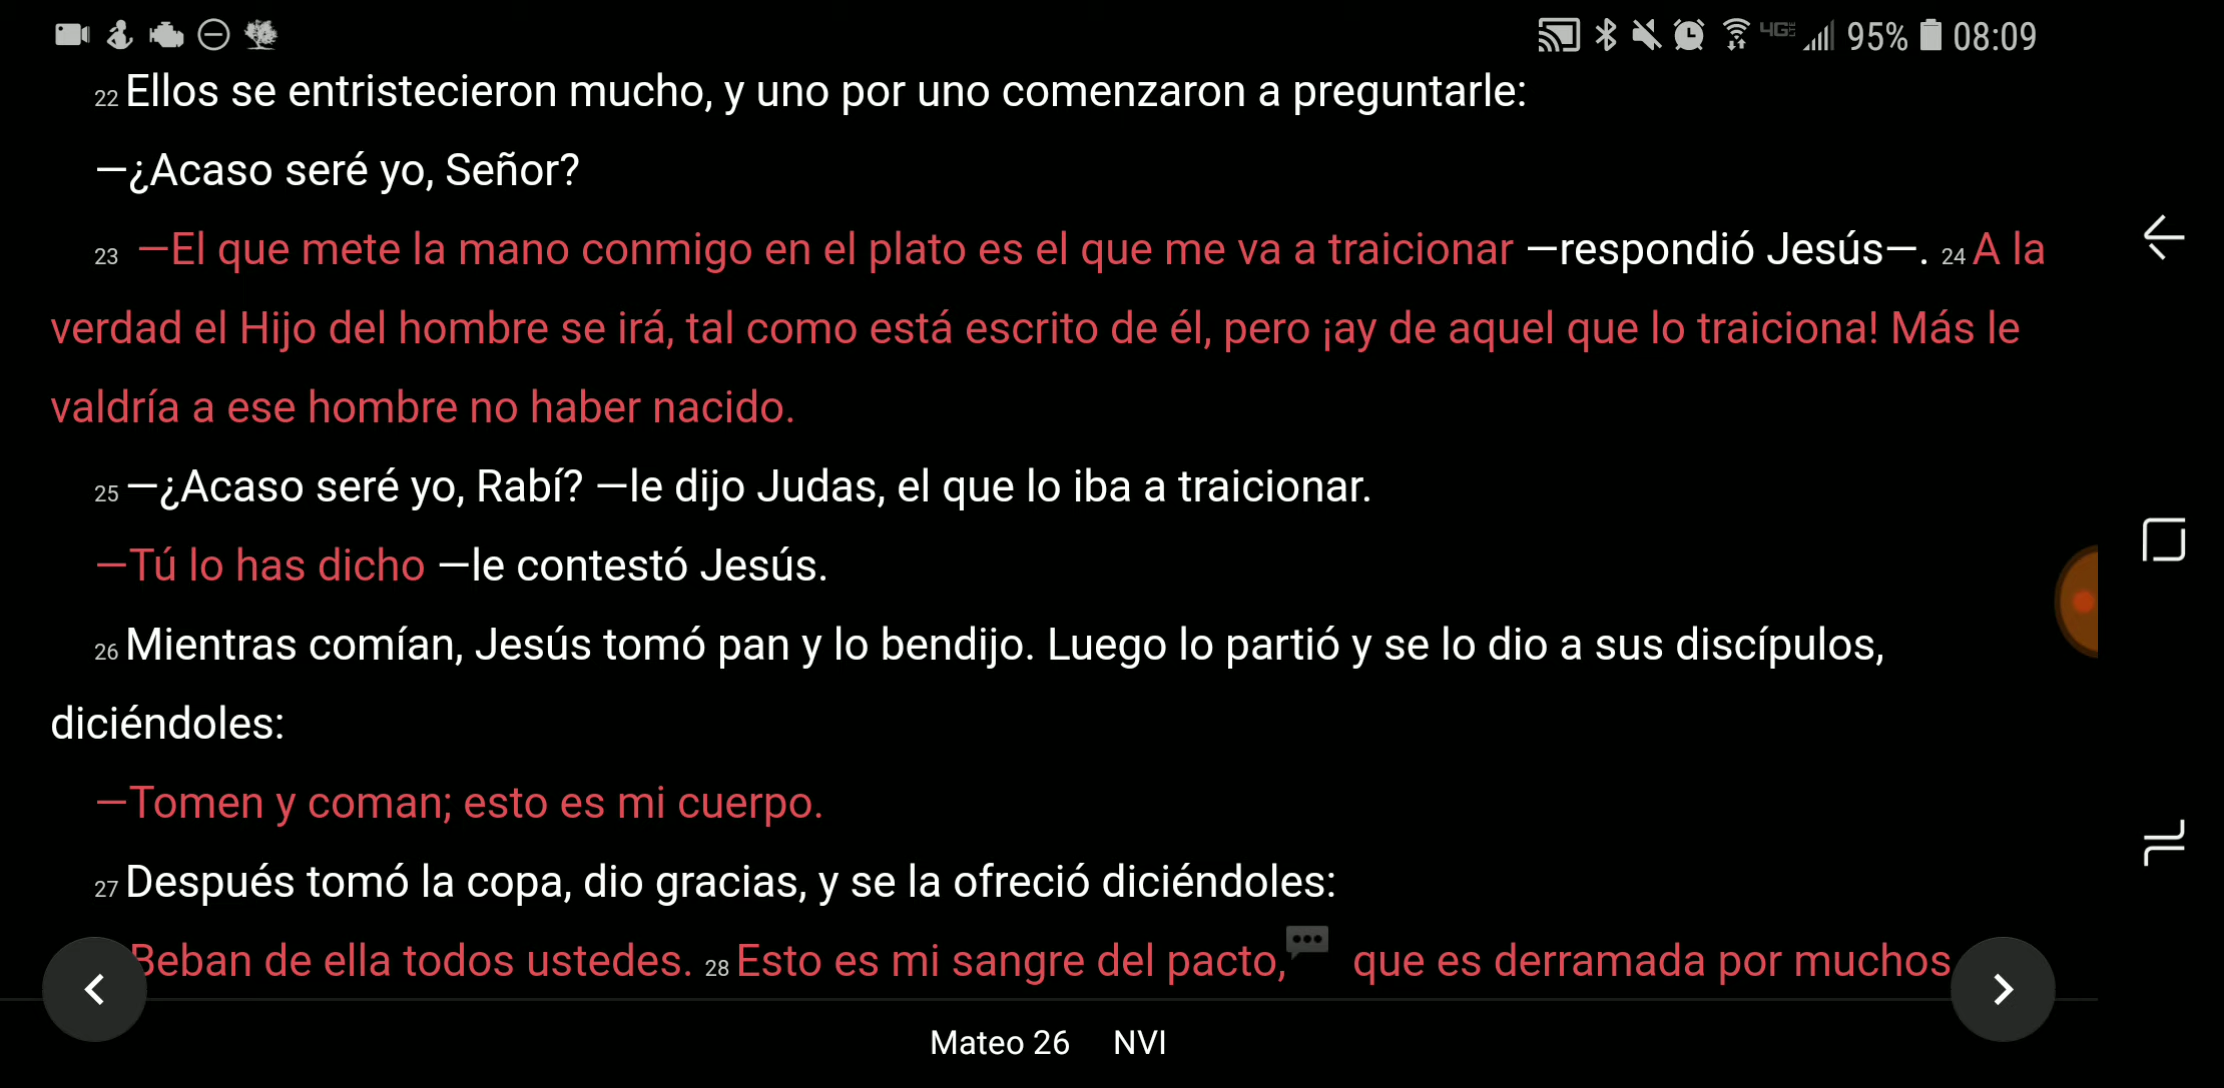 4GE 95% 08:09
22 Ellos se entristecieron mucho, y uno por uno comenzaron a preguntarle:
—¿Acaso seré yo, Señor?
23 —El que mete la mano conmigo en el plato es el que me va a traicionar —respondió Jesús—. 24 A la
verdad el Hijo del hombre se irá, tal como está escrito de él, pero ¡ay de aquel que lo traiciona! Más le
valdría a ese hombre no haber nacido.
25 —¿Acaso seré yo, Rabí? —le dijo Judas, el que lo iba a traicionar.
—Tú lo has dicho —le contestó Jesús.
26 Mientras comían, Jesús tomó pan y lo bendijo. Luego lo partió y se lo dio a sus discípulos,
diciéndoles:
—Tomen y coman; esto es mi cuerpo.
27 Después tomó la copa, dio gracias, y se la ofreció diciéndoles:
Beban de ella todos ustedes. 28 Esto es mi sangre del pacto, que es derramada por muchos
Mateo 26 NVI